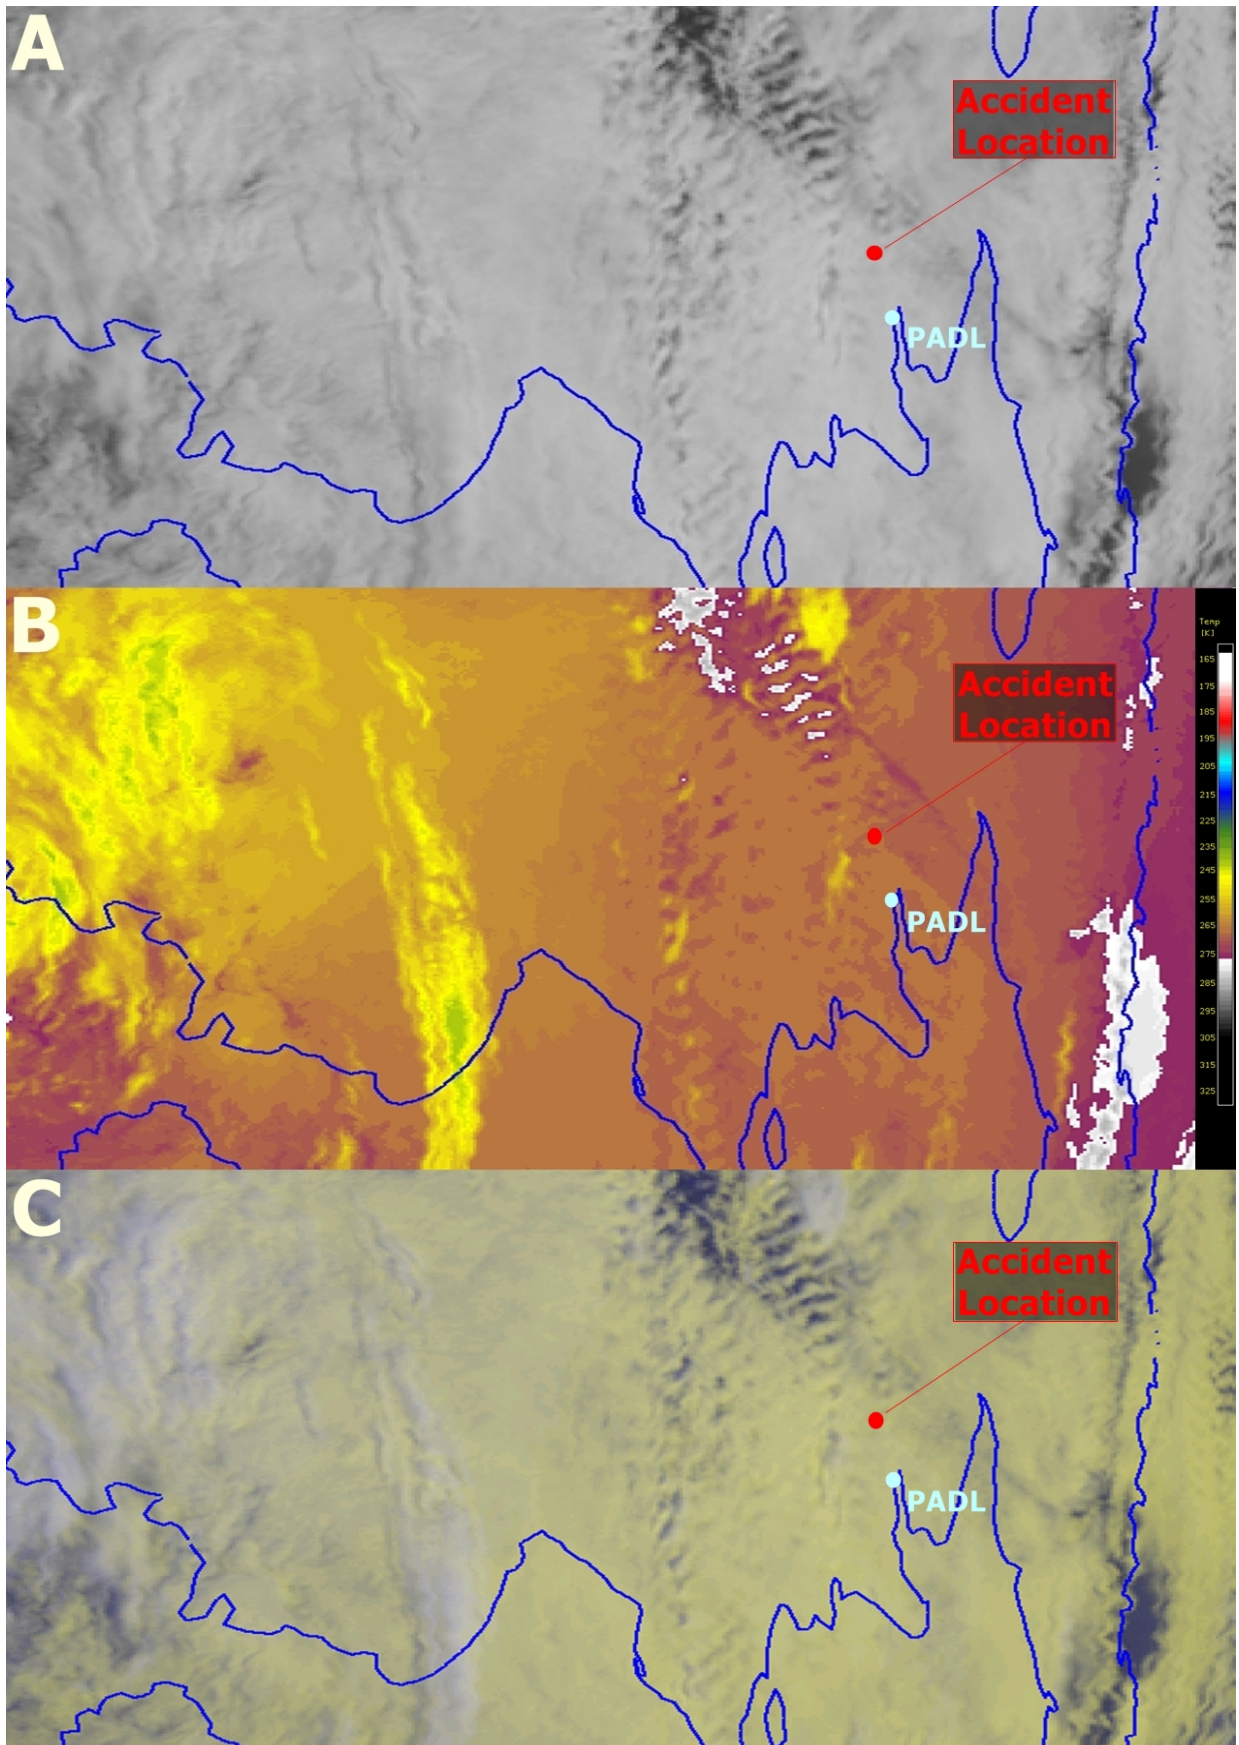 A
Accident
Location
PADL
B
Temp
[K]
165
175
185
195
205
215
225
235
245
255
265
275
285
295
305
315
325
Accident
Location
PADL
C
Accident
Location
PADL